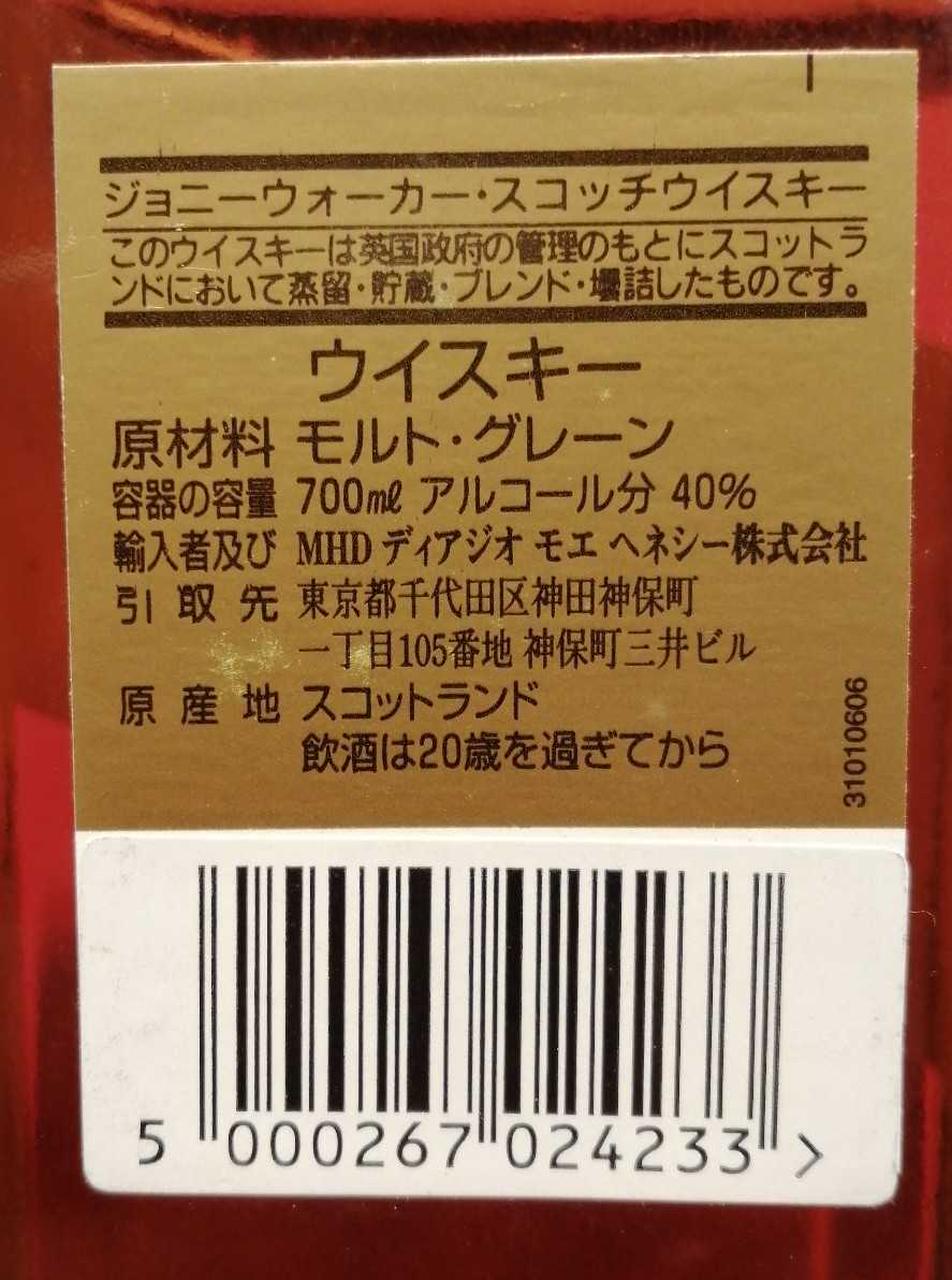 ジョニーウォーカー・スコッチウイスキー
このウイスキーは英国政府の管理のもとにスコットラ
ンドにおいて蒸留・貯蔵・ブレンド・壜詰したものです。
ウイスキー
原材料 モルト・グレーン
容器の容量 700㎖ アルコール分 40%
輸入者及び MHD ディアジオ モエ ヘネシー株式会社
引取先 東京都千代田区神田神保町
一丁目105番地 神保町三井ビル
原産地 スコットランド
飲酒は20歳を過ぎてから
31010606
5 000267 024233 >